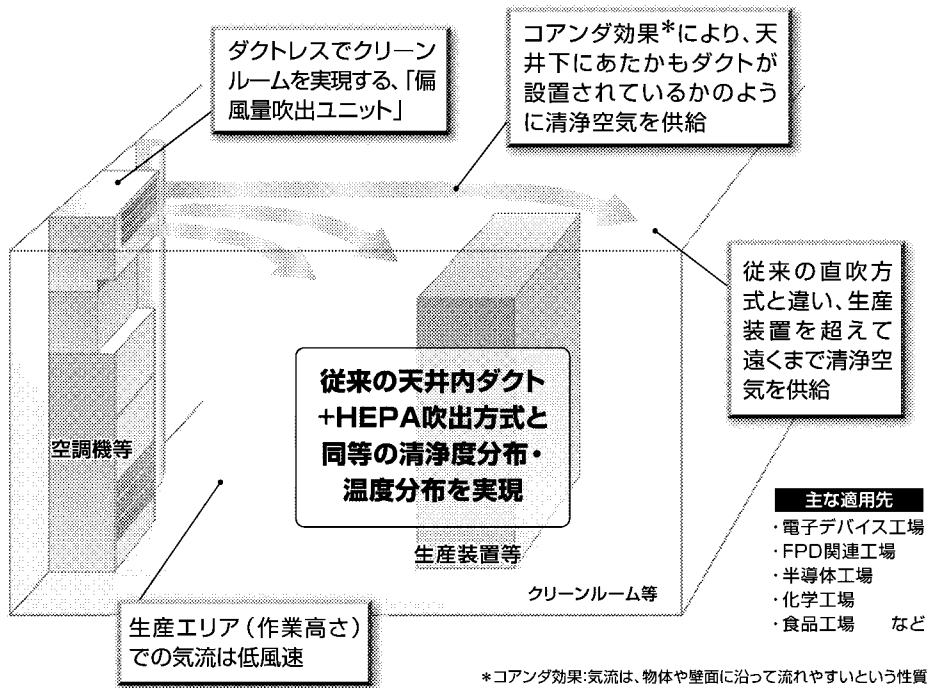 ダクトレスでクリーン
ルームを実現する、「偏
風量吹出ユニット」
コアンダ効果*により、天
井下にあたかもダクトが
設置されているかのよう
に清浄空気を供給
従来の直吹方
式と違い、生産
装置を超えて
遠くまで清浄空
気を供給
従来の天井内ダクト
+HEPA吹出方式と
同等の清浄度分布・
温度分布を実現
空調機等
生産装置等
クリーンルーム等
生産エリア(作業高さ)
での気流は低風速
主な適用先
・電子デバイス工場
・FPD関連工場
・半導体工場
・化学工場
・食品工場 など
*コアンダ効果:気流は、物体や壁面に沿って流れやすいという性質